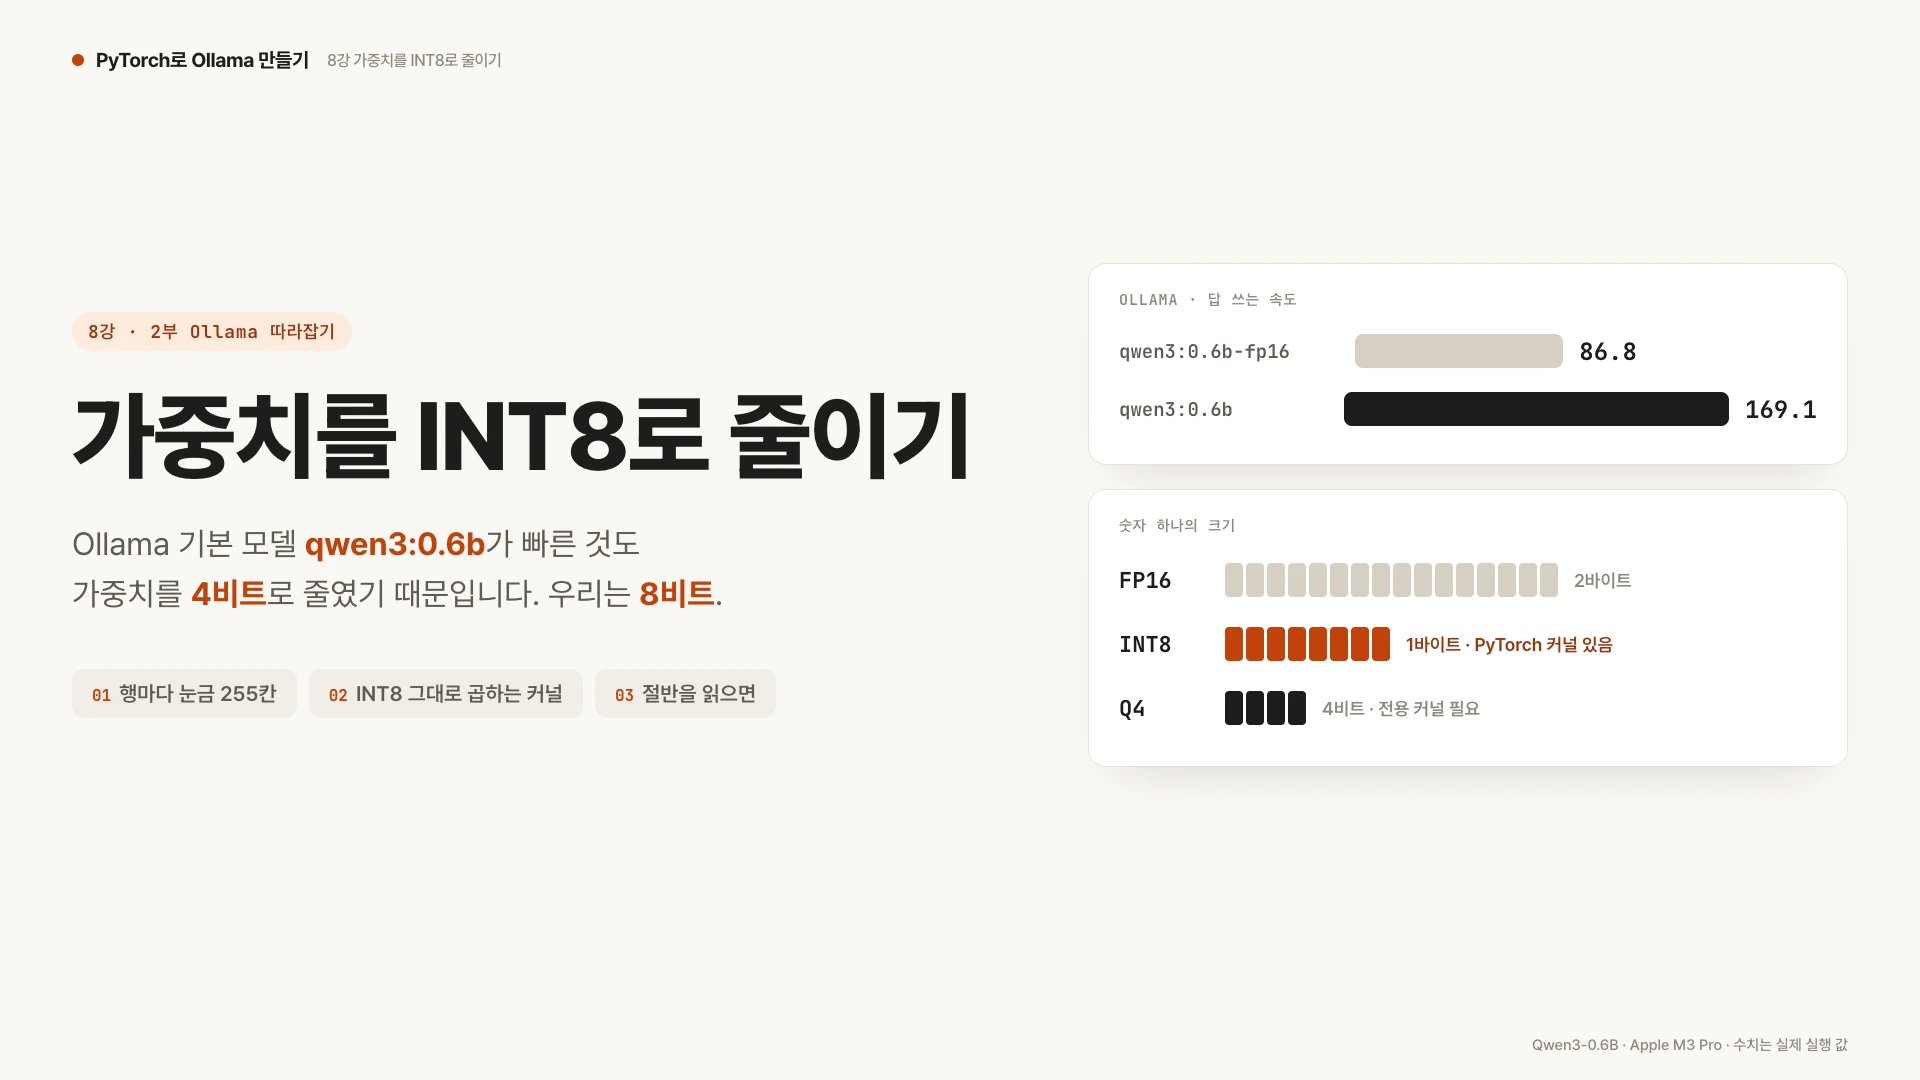 PyTorch로 Ollama 만들기 8강 가중치를 INT8로 줄이기
8강 · 2부 Ollama 따라잡기
가중치를 INT8로 줄이기
Ollama 기본 모델 qwen3:0.6b가 빠른 것도
가중치를 4비트로 줄였기 때문입니다. 우리는 8비트.
01 행마다 눈금 255칸
02 INT8 그대로 곱하는 커널
03 절반을 읽으면
OLLAMA · 답 쓰는 속도
qwen3:0.6b-fp16 86.8
qwen3:0.6b 169.1
숫자 하나의 크기
FP16 2바이트
INT8 1바이트 · PyTorch 커널 있음
Q4 4비트 · 전용 커널 필요
Qwen3-0.6B · Apple M3 Pro · 수치는 실제 실행 값